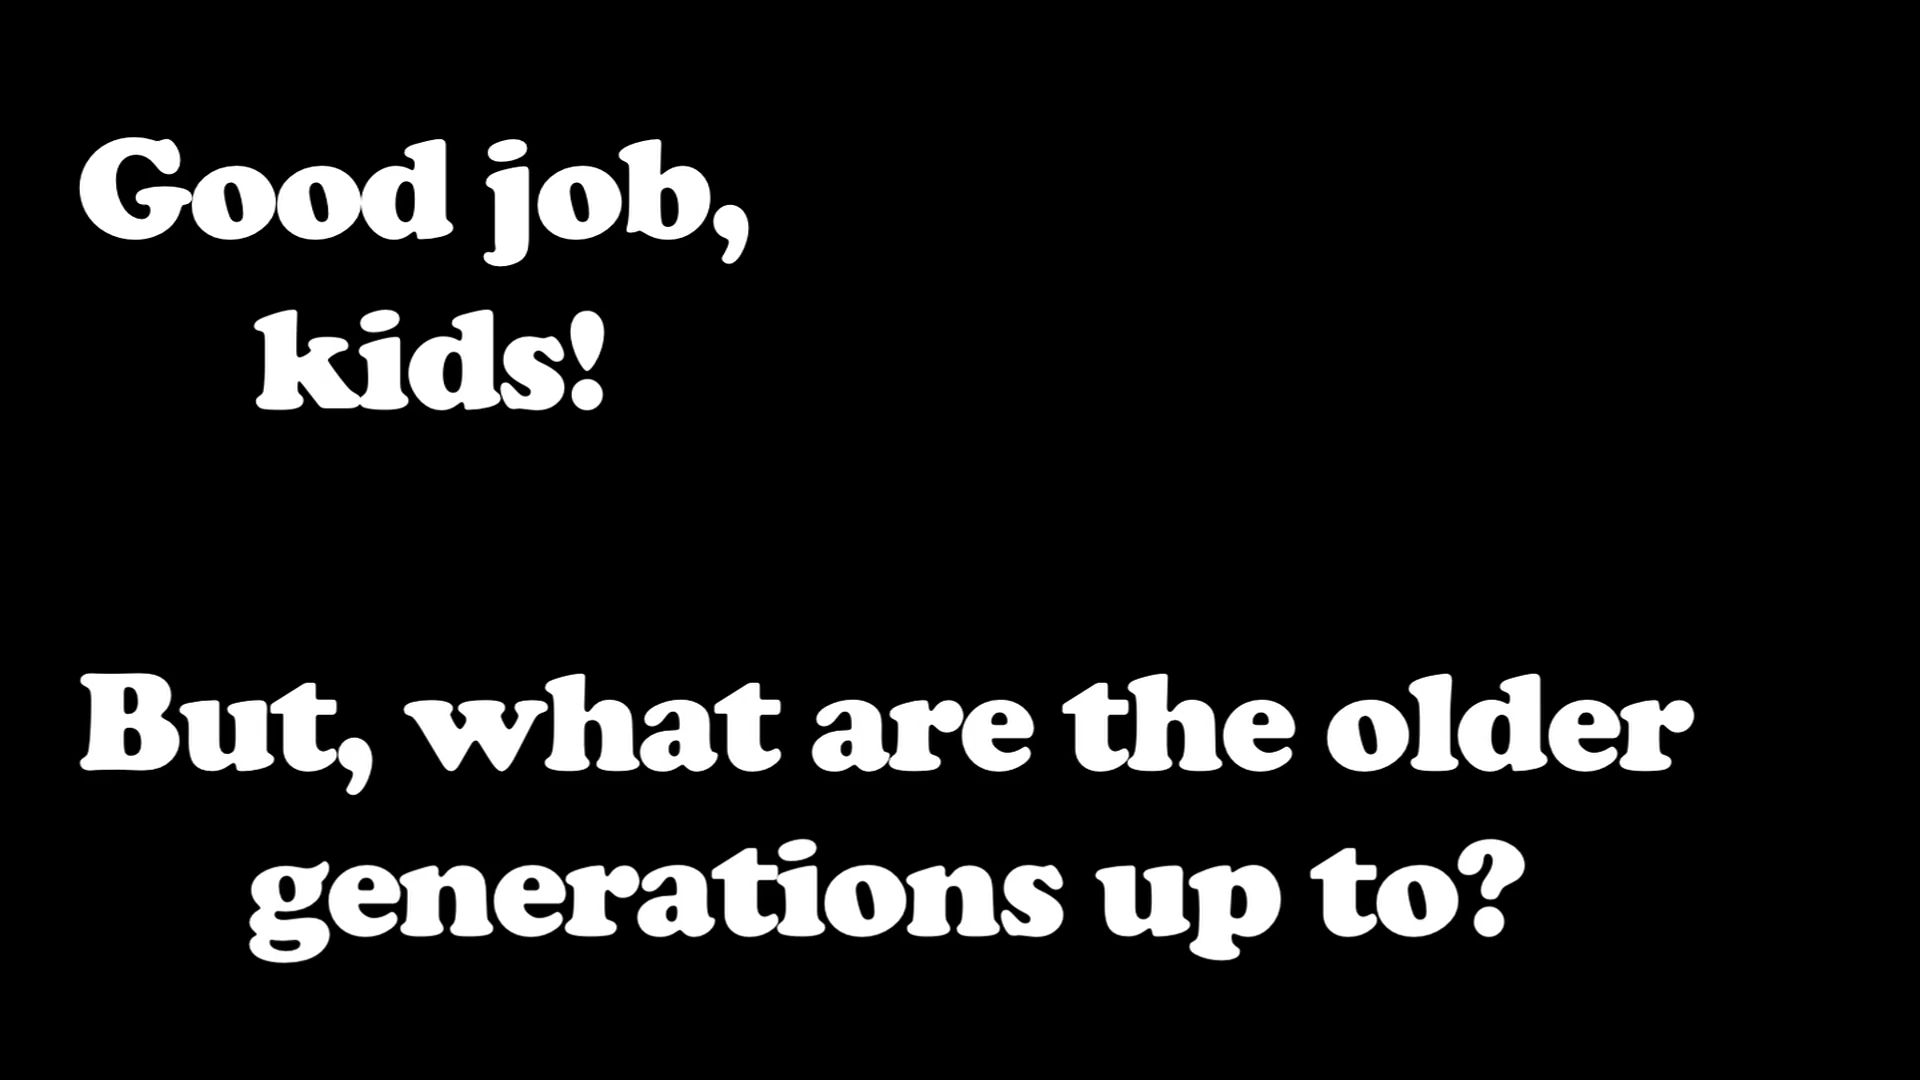 Good job,
kids!
But, what are the older
generations up to?